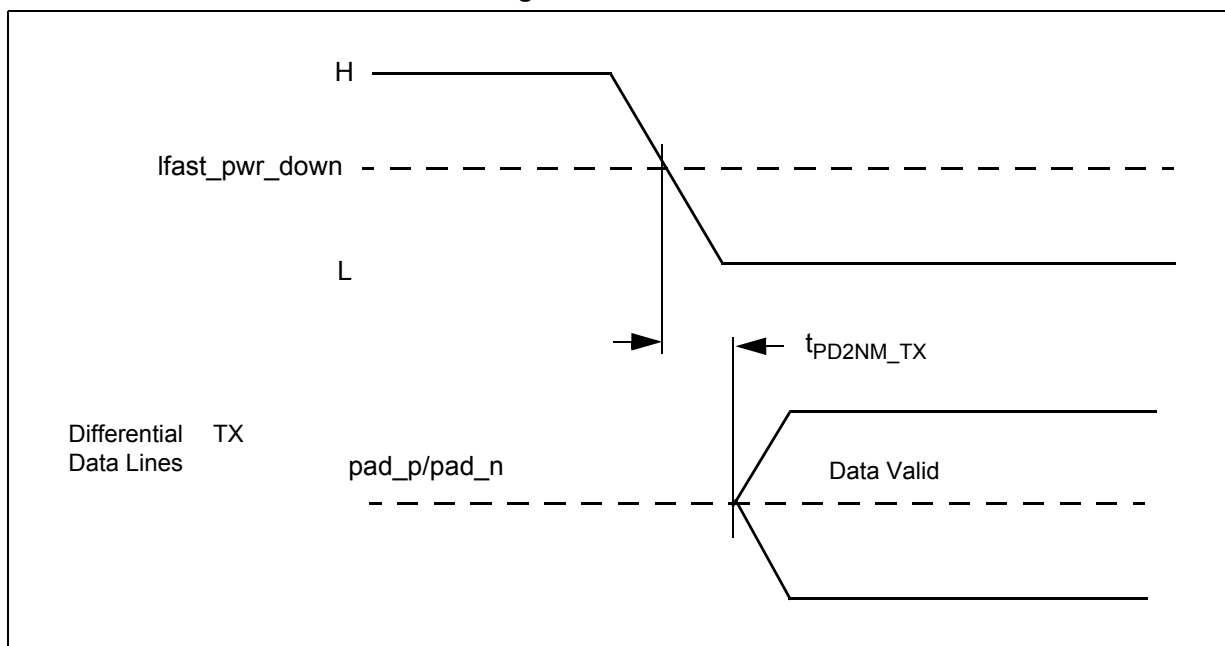 H
lfast_pwr_down
L
tPD2NM_TX
Differential TX
Data Lines
pad_p/pad_n
Data Valid